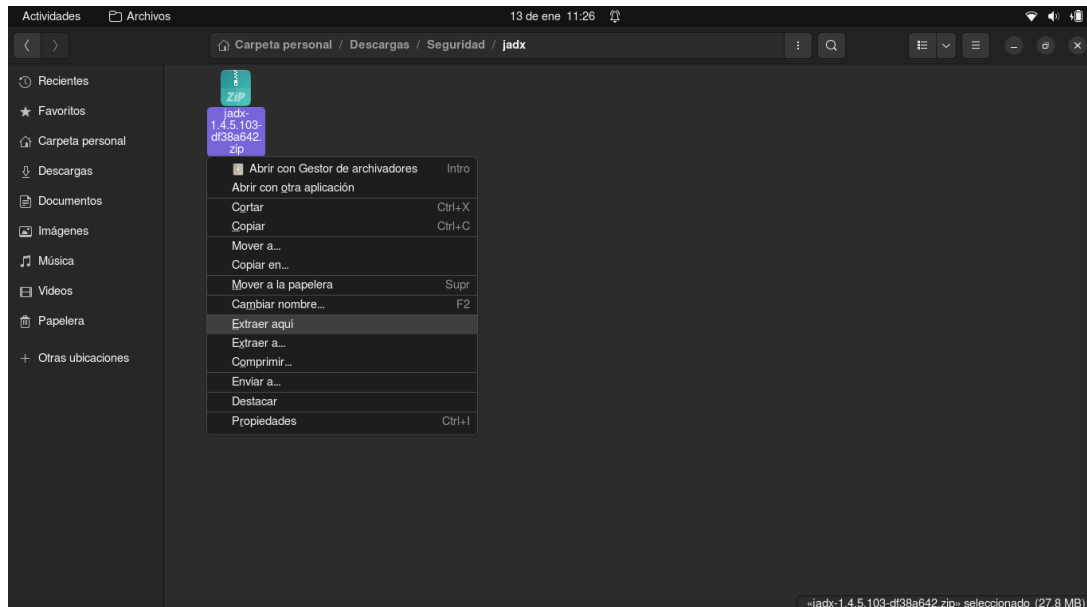 Actividades Archivos 13 de ene 11:26
Carpeta personal / Descargas / Seguridad / jadx
Recientes
Favoritos
Carpeta personal
Descargas
Documentos
Imágenes
Música
Vídeos
Papelera
+ Otras ubicaciones
ZIP
jadx-
1.4.5.103-
df38a642.
zip
Abrir con Gestor de archivadores Intro
Abrir con otra aplicación
Cortar Ctrl+X
Copiar Ctrl+C
Mover a...
Copiar en...
Mover a la papelera Supr
Cambiar nombre... F2
Extraer aquí
Extraer a...
Comprimir...
Enviar a...
Destacar
Propiedades Ctrl+I
«jadx-1.4.5.103-df38a642.zip» seleccionado (27,8 MB)